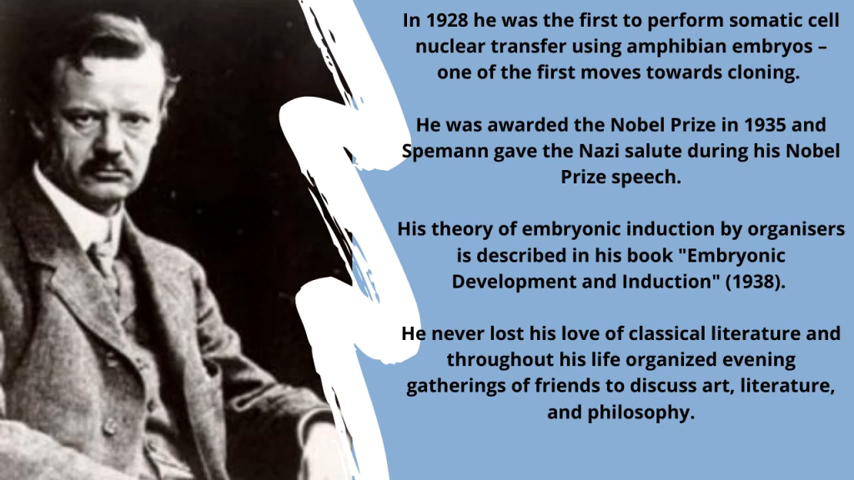 In 1928 he was the first to perform somatic cell
nuclear transfer using amphibian embryos –
one of the first moves towards cloning.
He was awarded the Nobel Prize in 1935 and
Spemann gave the Nazi salute during his Nobel
Prize speech.
His theory of embryonic induction by organisers
is described in his book "Embryonic
Development and Induction" (1938).
He never lost his love of classical literature and
throughout his life organized evening
gatherings of friends to discuss art, literature,
and philosophy.